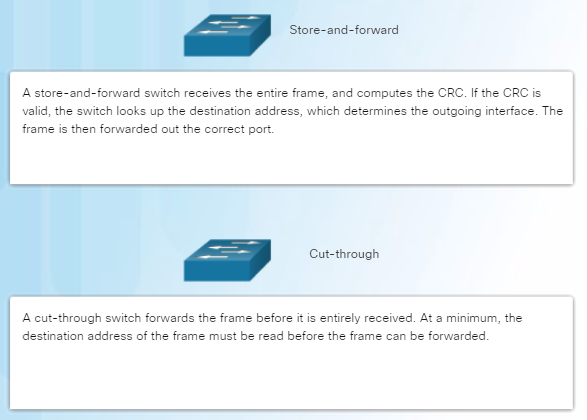 Store-and-forward
A store-and-forward switch receives the entire frame, and computes the CRC. If the CRC is
valid, the switch looks up the destination address, which determines the outgoing interface. The
frame is then forwarded out the correct port.
Cut-through
A cut-through switch forwards the frame before it is entirely received. At a minimum, the
destination address of the frame must be read before the frame can be forwarded.